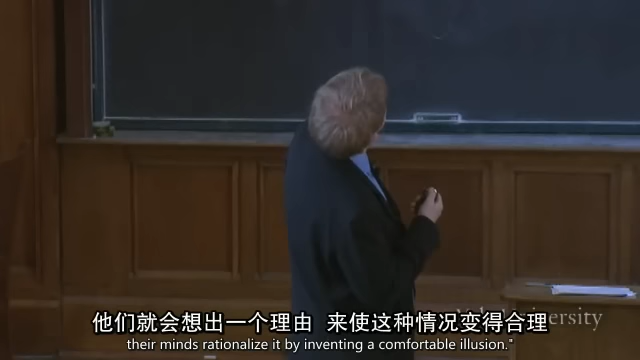 University
他们就会想出一个理由 来使这种情况变得合理
their minds rationalize it by inventing a comfortable illusion."